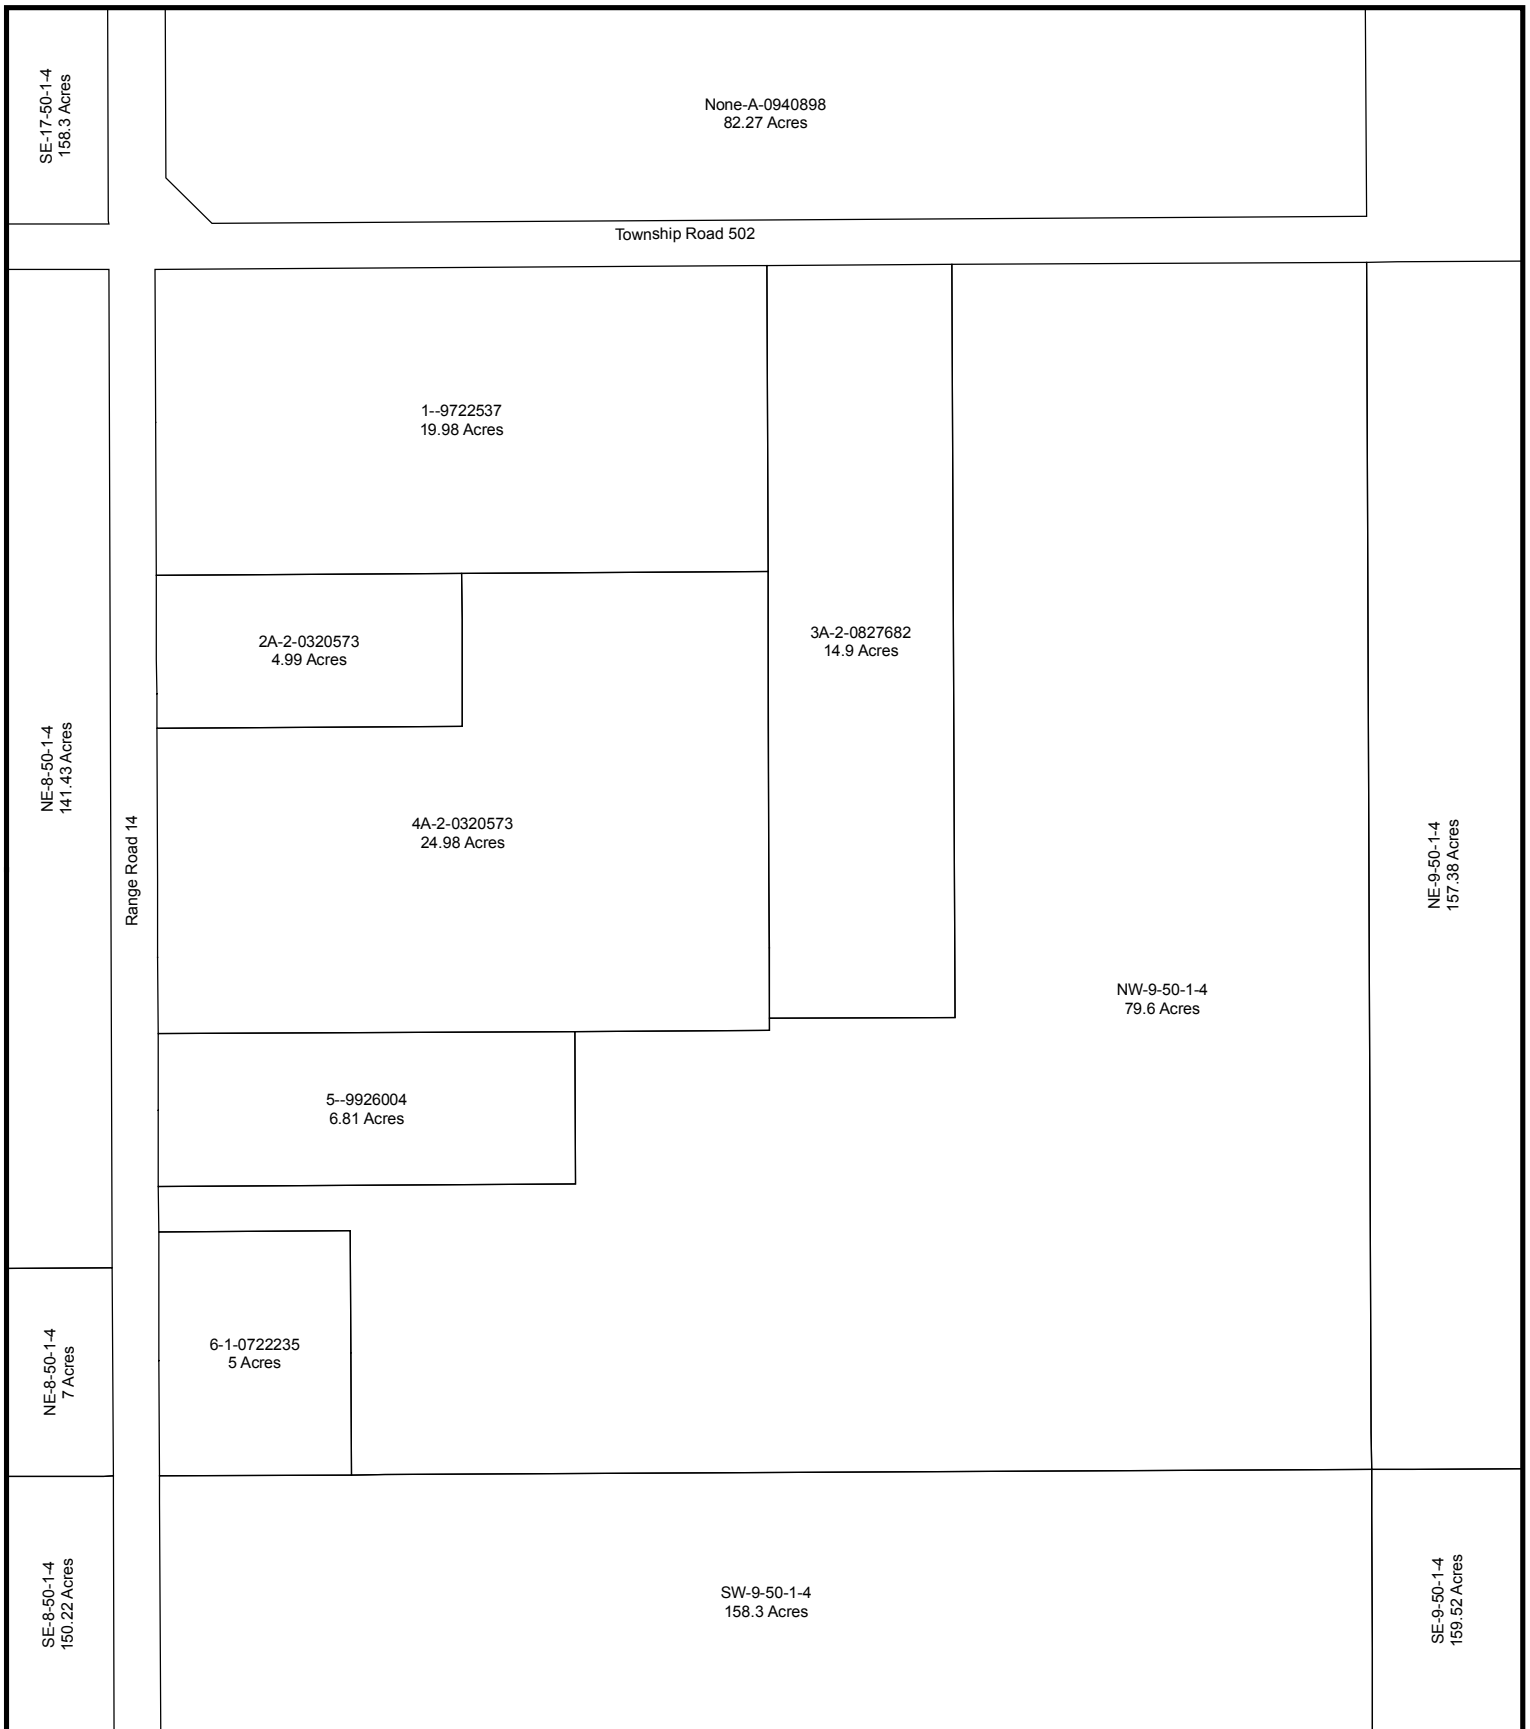 SE-17-50-1-4
158.3 Acres
None-A-0940898
82.27 Acres
Township Road 502
1--9722537
19.98 Acres
2A-2-0320573
4.99 Acres
3A-2-0827682
14.9 Acres
NE-8-50-1-4
141.43 Acres
Range Road 14
4A-2-0320573
24.98 Acres
NE-9-50-1-4
157.38 Acres
NW-9-50-1-4
79.6 Acres
5--9926004
6.81 Acres
NE-8-50-1-4
7 Acres
6-1-0722235
5 Acres
SE-8-50-1-4
150.22 Acres
SW-9-50-1-4
158.3 Acres
SE-9-50-1-4
159.52 Acres